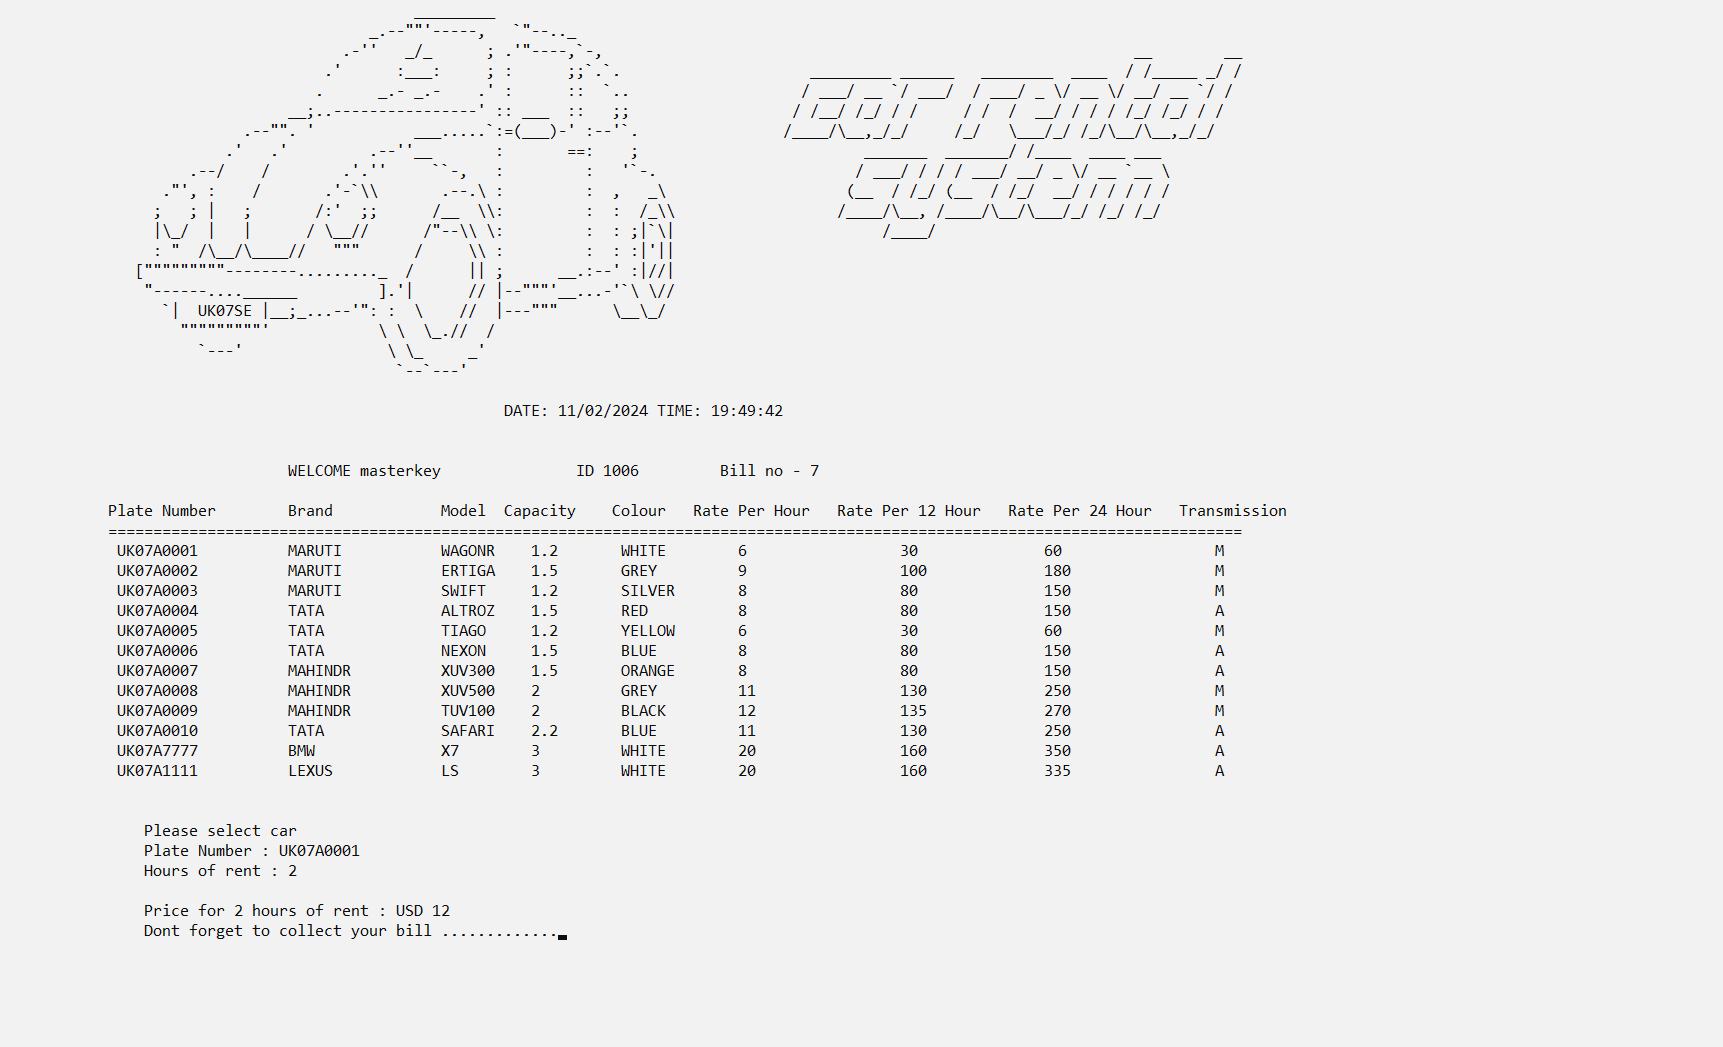 car rental
system
UK07SE
DATE: 11/02/2024 TIME: 19:49:42
WELCOME masterkey ID 1006 Bill no - 7
Plate Number Brand Model Capacity Colour Rate Per Hour Rate Per 12 Hour Rate Per 24 Hour Transmission
UK07A0001 MARUTI WAGONR 1.2 WHITE 6 30 60 M
UK07A0002 MARUTI ERTIGA 1.5 GREY 9 100 180 M
UK07A0003 MARUTI SWIFT 1.2 SILVER 8 80 150 M
UK07A0004 TATA ALTROZ 1.5 RED 8 80 150 A
UK07A0005 TATA TIAGO 1.2 YELLOW 6 30 60 M
UK07A0006 TATA NEXON 1.5 BLUE 8 80 150 A
UK07A0007 MAHINDR XUV300 1.5 ORANGE 8 80 150 A
UK07A0008 MAHINDR XUV500 2 GREY 11 130 250 M
UK07A0009 MAHINDR TUV100 2 BLACK 12 135 270 M
UK07A0010 TATA SAFARI 2.2 BLUE 11 130 250 A
UK07A7777 BMW X7 3 WHITE 20 160 350 A
UK07A1111 LEXUS LS 3 WHITE 20 160 335 A
Please select car
Plate Number : UK07A0001
Hours of rent : 2
Price for 2 hours of rent : USD 12
Dont forget to collect your bill .............